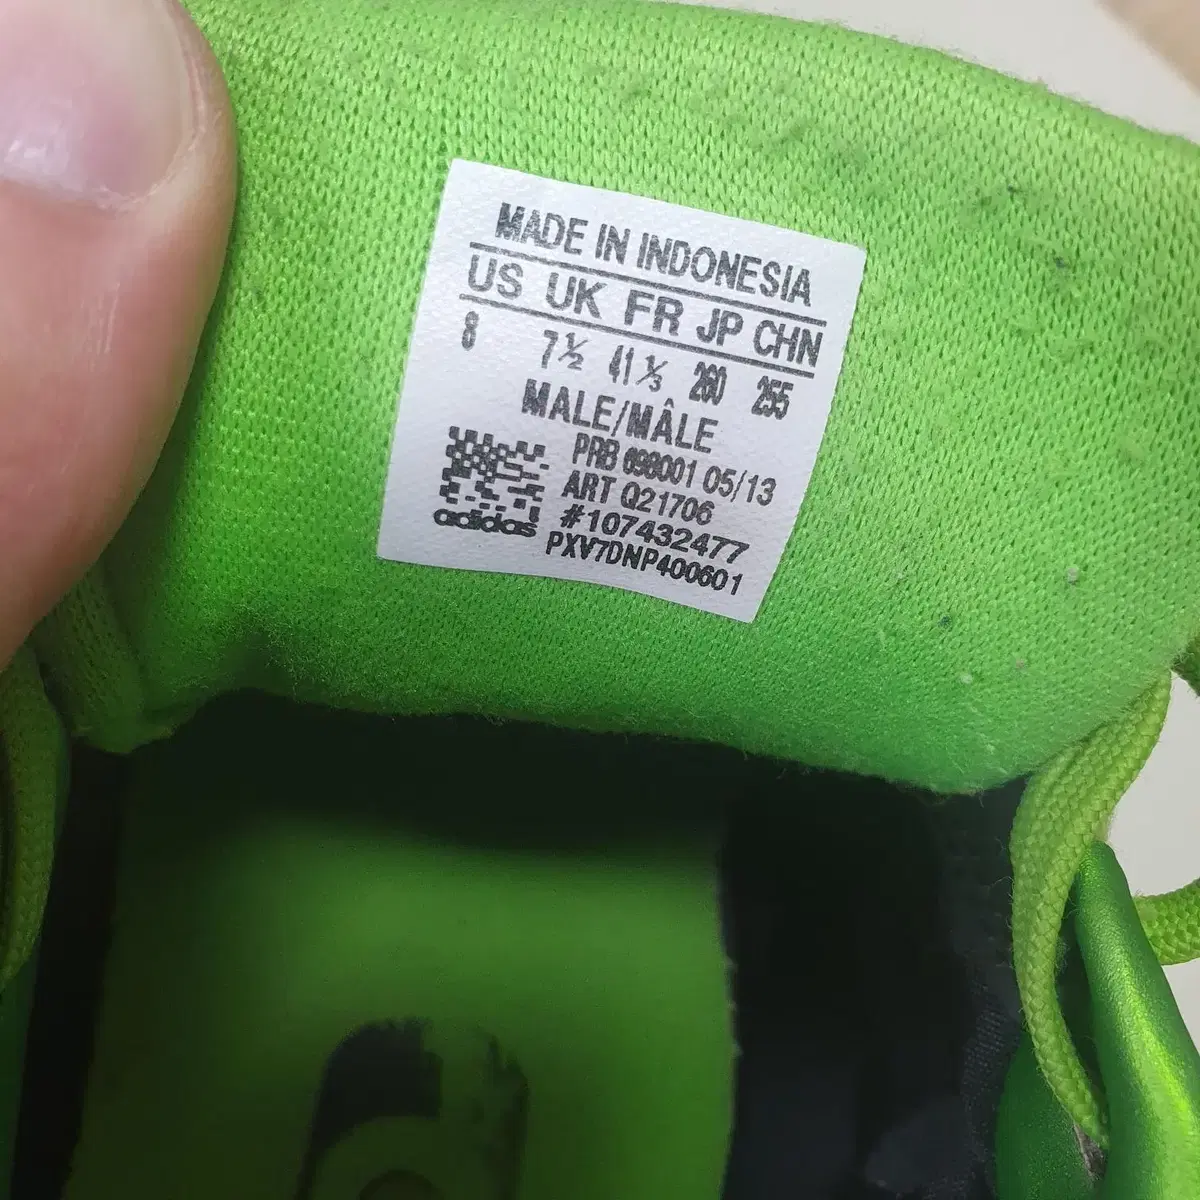 MADE IN INDONESIA
US UK FR JP CHN
8 7½ 41⅓ 260 255
MALE/MÂLE
PRB 698001 05/13
ART Q21706
#107432477
PXV7DNP400601
adidas